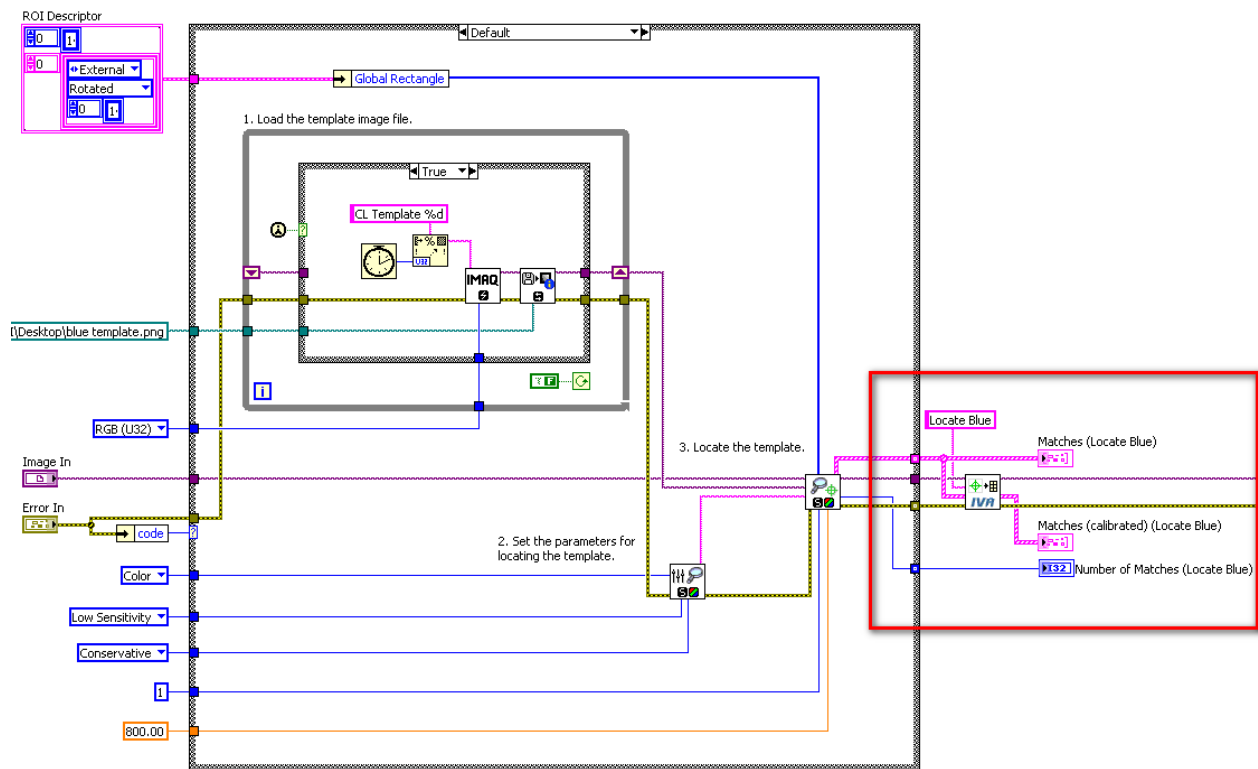 ROI Descriptor
Default
0
1
0
External
Rotated
0
1
Global Rectangle
1. Load the template image file.
True
CL Template %d
%
U32
IMAQ
I\Desktop\blue template.png
i
T F
RGB (U32)
Locate Blue
Matches (Locate Blue)
3. Locate the template.
Image In
S
IVA
Error In
code
?
Matches (calibrated) (Locate Blue)
2. Set the parameters for
locating the template.
I32
Number of Matches (Locate Blue)
Color
S
Low Sensitivity
Conservative
1
800.00